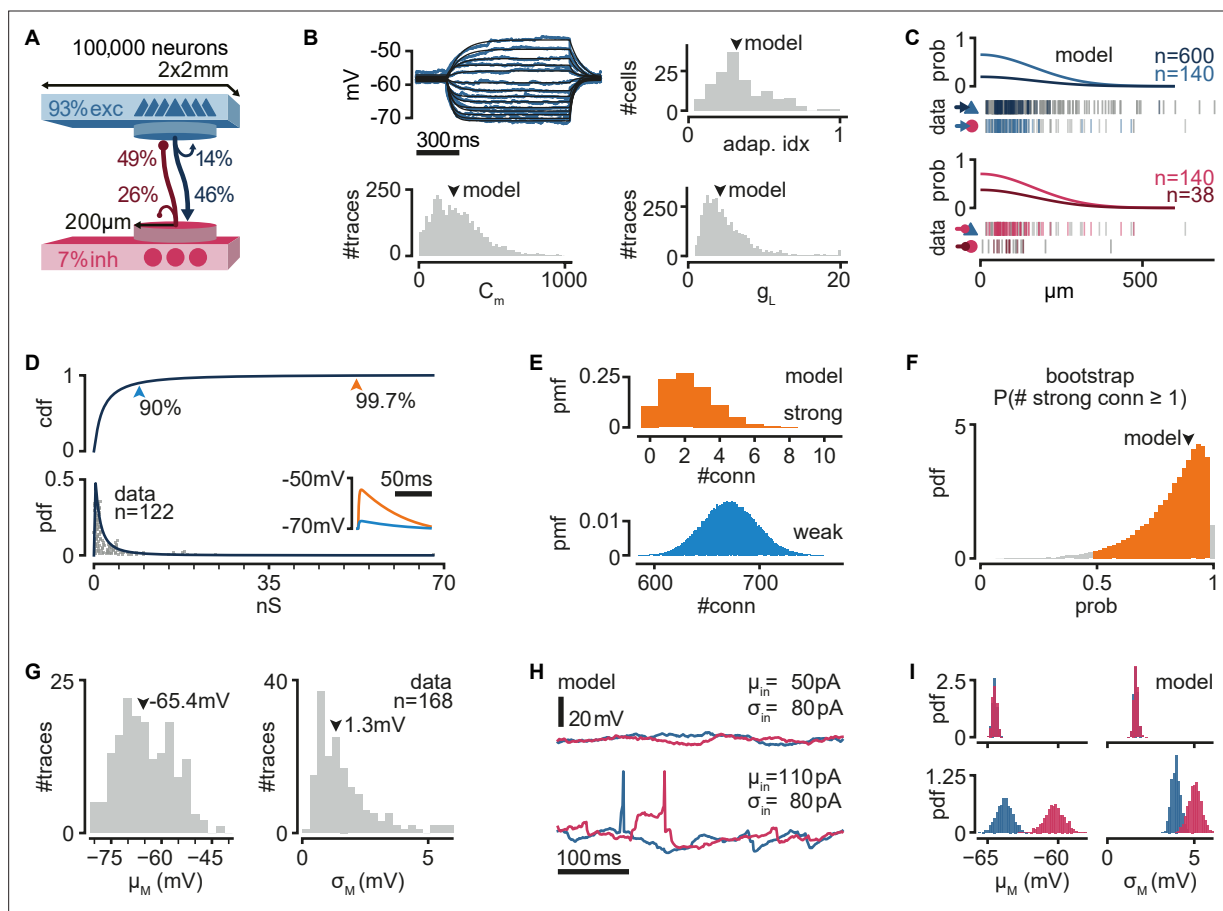 A
100,000 neurons
2x2mm
93%exc
49%
14%
26%
46%
200µm
7%inh
B
mV
-50
-60
-70
300ms
#cells
25
0
model
0
1
adap. idx
#traces
250
0
model
0
1000
C_m
#traces
250
0
model
0
20
g_L
C
prob
1
0
model
n=600
n=140
data
prob
1
0
n=140
n=38
data
0
500
µm
D
cdf
1
0
90%
99.7%
pdf
0.5
0
data
n=122
-50mV
-70mV
50ms
0
35
70
nS
E
pmf
0.25
0
model
strong
0 2 4 6 8 10
#conn
pmf
0.01
0
weak
600
700
#conn
F
bootstrap
P(# strong conn ≥ 1)
model
pdf
5
0
0
0.5
1
prob
G
#traces
25
0
-65.4mV
−75 −60 −45
µ_M (mV)
#traces
40
0
data
n=168
1.3mV
0
5
σ_M (mV)
H
model
20mV
µ_in= 50pA
σ_in= 80pA
µ_in=110pA
σ_in= 80pA
100ms
I
model
pdf
2.5
0
pdf
1.25
0
−65 −60
µ_M (mV)
0
5
σ_M (mV)